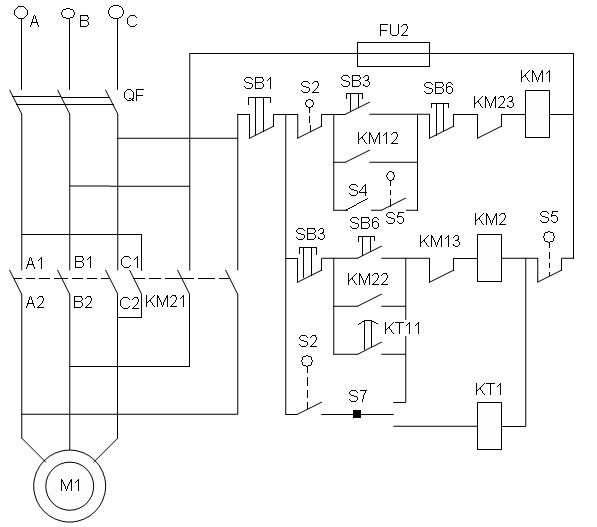 A B C
FU2
QF
SB1 S2 SB3 SB6 KM23 KM1
KM12
S4 S5
SB3 SB6 KM13 KM2 S5
A1 B1 C1
A2 B2 C2 KM21
KM22
KT11
S2 S7 KT1
M1